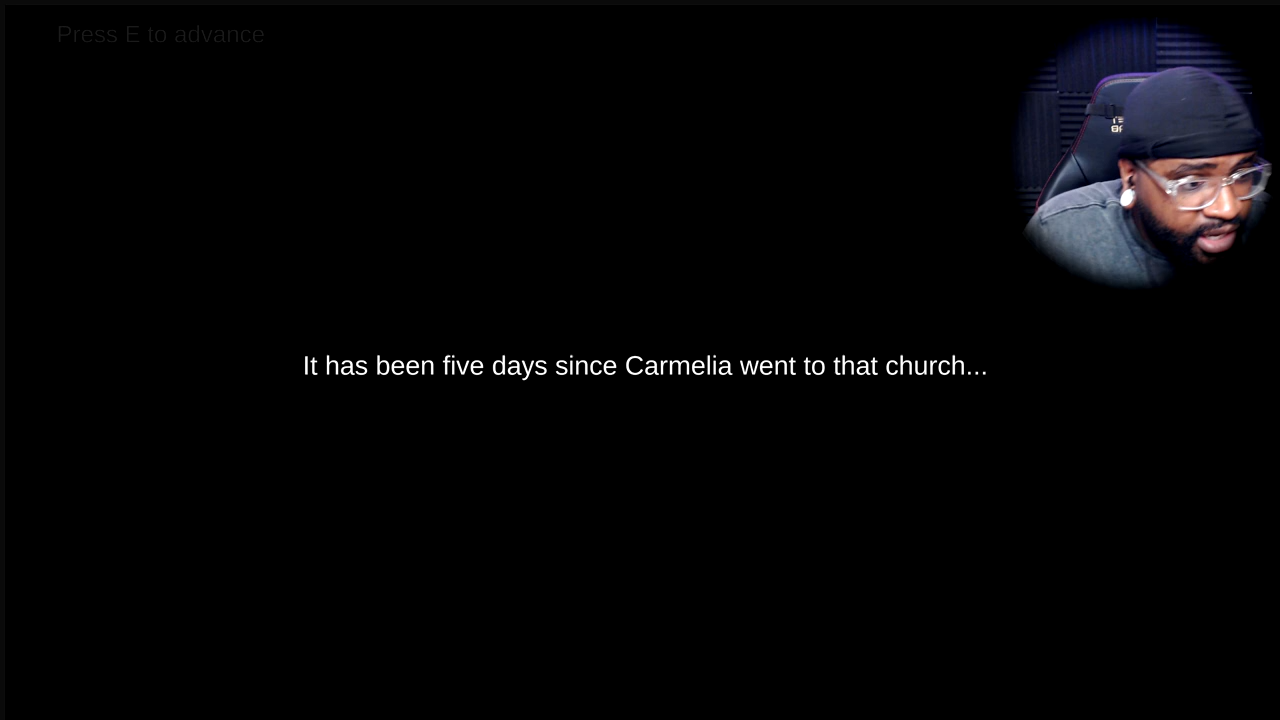 Press E to advance
It has been five days since Carmelia went to that church...